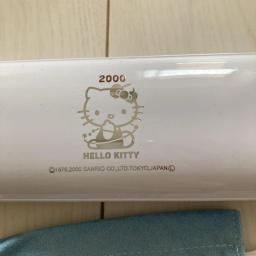 2000
HELLO KITTY
©1976,2000 SANRIO CO.,LTD.TOKYO,JAPAN Ⓛ